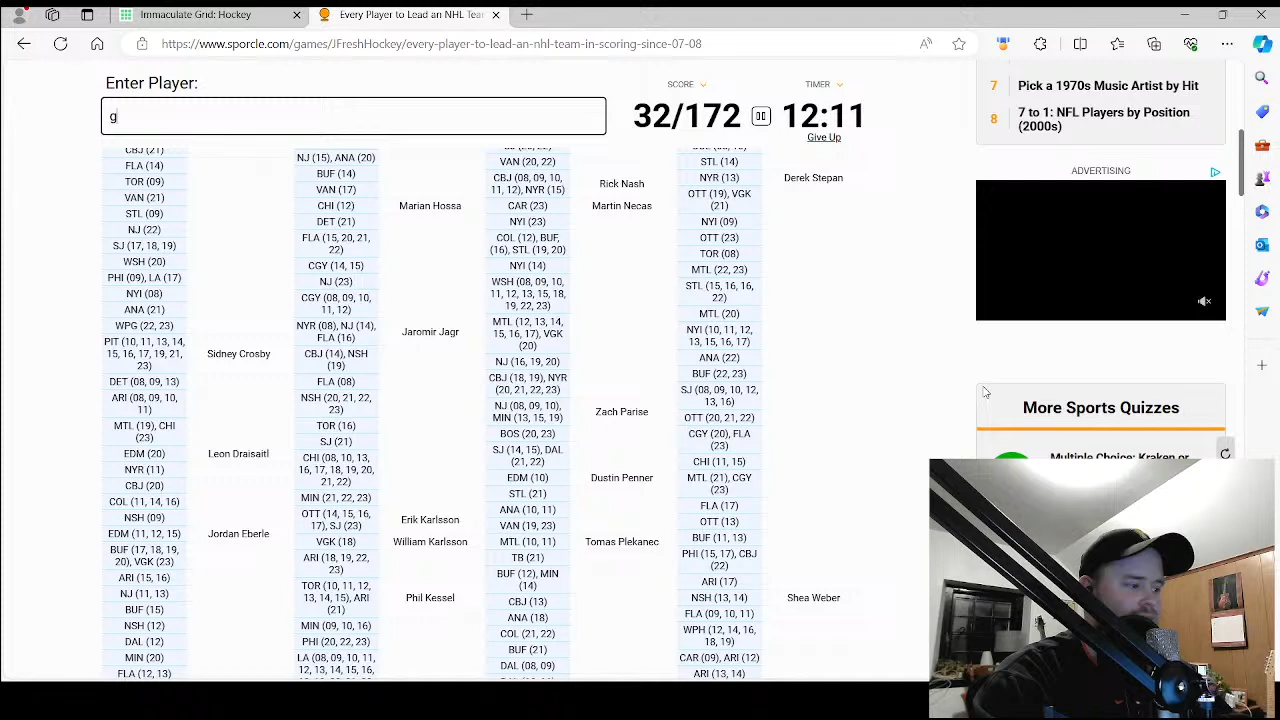 Immaculate Grid: Hockey
Every Player to Lead an NHL Team
https://www.sporcle.com/games/JFreshHockey/every-player-to-lead-an-nhl-team-in-scoring-since-07-08
Enter Player:
g
SCORE
TIMER
32/172
12:11
Give Up
CBJ (21)
FLA (14)
TOR (09)
VAN (21)
STL (09)
NJ (22)
SJ (17, 18, 19)
WSH (20)
PHI (09), LA (17)
NYI (08)
ANA (21)
WPG (22, 23)
PIT (10, 11, 13, 14,
15, 16, 17, 19, 21,
23)
Sidney Crosby
DET (08, 09, 13)
ARI (08, 09, 10,
11)
MTL (19), CHI
(23)
EDM (20)
Leon Draisaitl
NYR (11)
CBJ (20)
COL (11, 14, 16)
NSH (09)
EDM (11, 12, 15)
Jordan Eberle
BUF (17, 18, 19,
20), VGK (23)
ARI (15, 16)
NJ (11, 13)
BUF (15)
NSH (12)
DAL (12)
MIN (20)
FLA (12, 13)
NJ (15), ANA (20)
BUF (14)
VAN (17)
CHI (12)
Marian Hossa
DET (21)
FLA (15, 20, 21,
22)
CGY (14, 15)
NJ (23)
CGY (08, 09, 10,
11, 12)
NYR (08), NJ (14),
FLA (16)
Jaromir Jagr
CBJ (14), NSH
(19)
FLA (08)
NSH (20, 21, 22,
23)
TOR (16)
SJ (21)
CHI (08, 10, 13,
16, 17, 18, 19, 20,
21, 22)
MIN (21, 22, 23)
OTT (14, 15, 16,
17), SJ (23)
Erik Karlsson
VGK (18)
William Karlsson
ARI (18, 19, 22,
23)
TOR (10, 11, 12,
13, 14, 15), ARI
(21)
Phil Kessel
MIN (09, 10, 16)
PHI (20, 22, 23)
LA (08, 09, 10, 11,
12, 13, 14, 15, 16,
VAN (20, 22)
CBJ (08, 09, 10,
11, 12), NYR (15)
Rick Nash
CAR (23)
Martin Necas
NYI (23)
COL (12), BUF,
(16), STL (19, 20)
NYI (14)
WSH (08, 09, 10,
11, 12, 13, 15, 18,
19, 22, 23)
MTL (12, 13, 14,
15, 16, 17), VGK
(20)
NJ (16, 19, 20)
CBJ (18, 19), NYR
(20, 21, 22, 23)
NJ (08, 09, 10),
MIN (13, 15, 19)
Zach Parise
BOS (20, 23)
SJ (14, 15), DAL
(21, 22)
EDM (10)
Dustin Penner
STL (21)
ANA (10, 11)
VAN (19, 23)
MTL (10, 11)
Tomas Plekanec
TB (21)
BUF (12), MIN
(14)
CBJ (13)
ANA (18)
COL (21, 22)
BUF (21)
DAL (08, 09)
STL (14)
NYR (13)
Derek Stepan
OTT (19), VGK
(21)
NYI (09)
OTT (23)
TOR (08)
MTL (22, 23)
STL (15, 16, 16,
22)
MTL (20)
NYI (10, 11, 12,
13, 15, 16, 17)
ANA (22)
BUF (22, 23)
SJ (08, 09, 10, 12,
13, 16)
OTT (20, 21, 22)
CGY (20), FLA
(23)
CHI (11, 15)
MTL (21), CGY
(23)
FLA (17)
OTT (13)
BUF (11, 13)
PHI (15, 17), CBJ
(22)
ARI (17)
NSH (13, 14)
Shea Weber
FLA (09, 10, 11)
WPH (12, 14, 16,
18, 19)
CAR (09), ARI (12)
ARI (13, 14)
7 Pick a 1970s Music Artist by Hit
8 7 to 1: NFL Players by Position
(2000s)
ADVERTISING
More Sports Quizzes
Multiple Choice: Kraken or